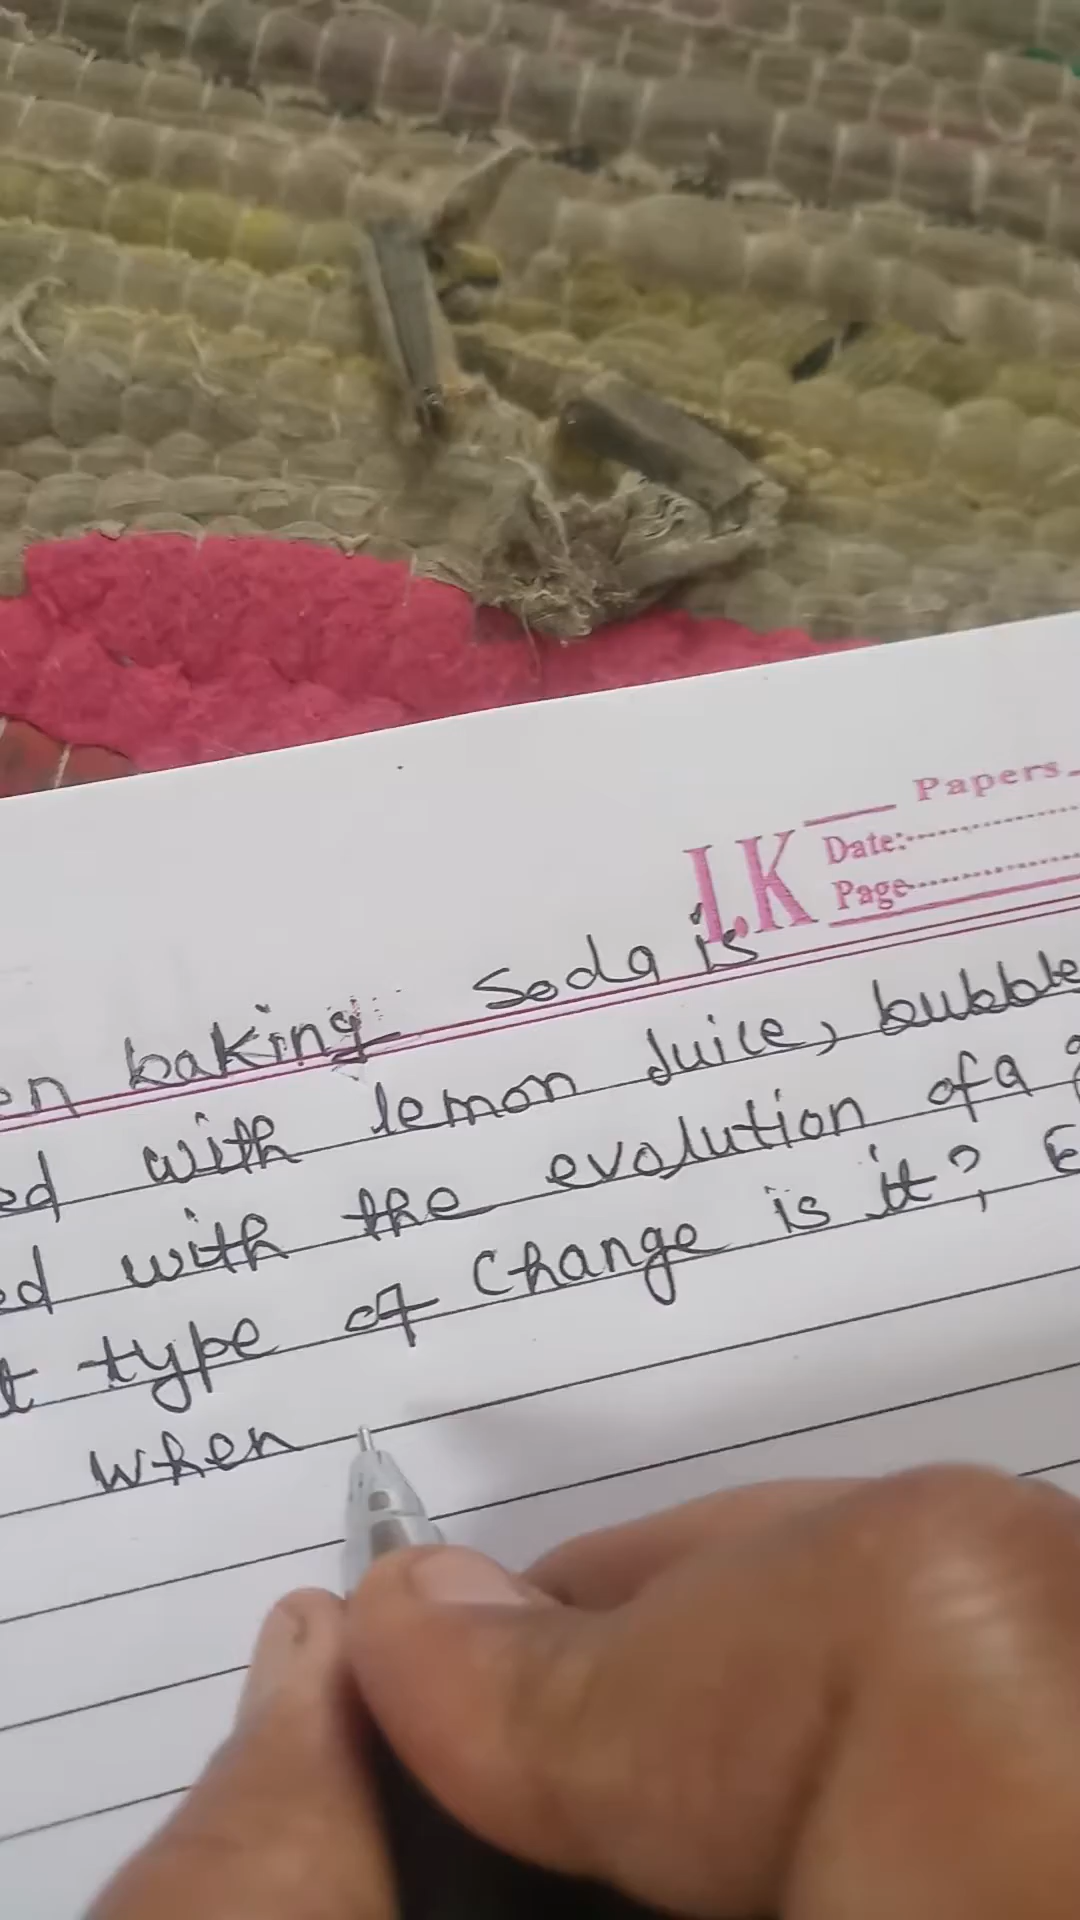 Papers
I.K
Date:
Page
en baking Soda is
ed with lemon Juice, bubble
ed with the evolution of a g
t type of Change is it? E
when